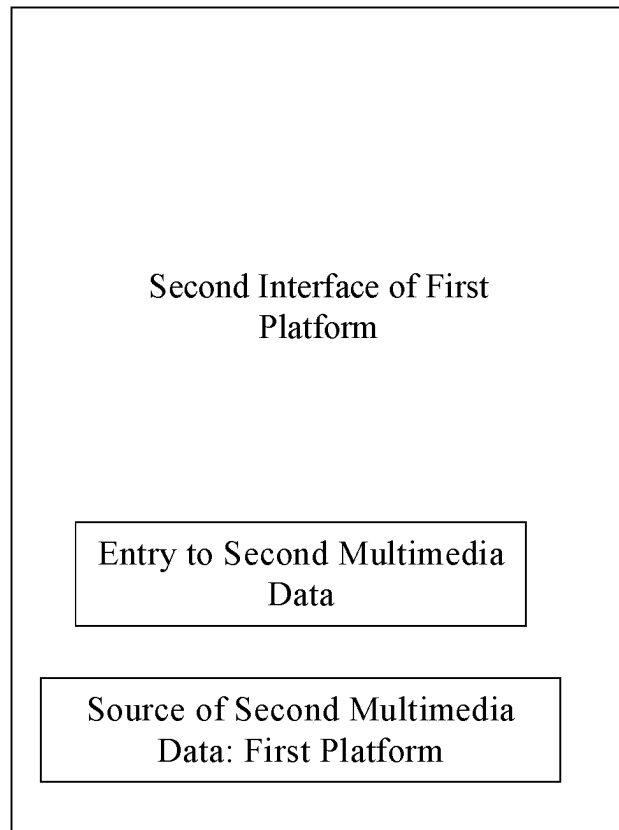 Second Interface of First
Platform
Entry to Second Multimedia
Data
Source of Second Multimedia
Data: First Platform